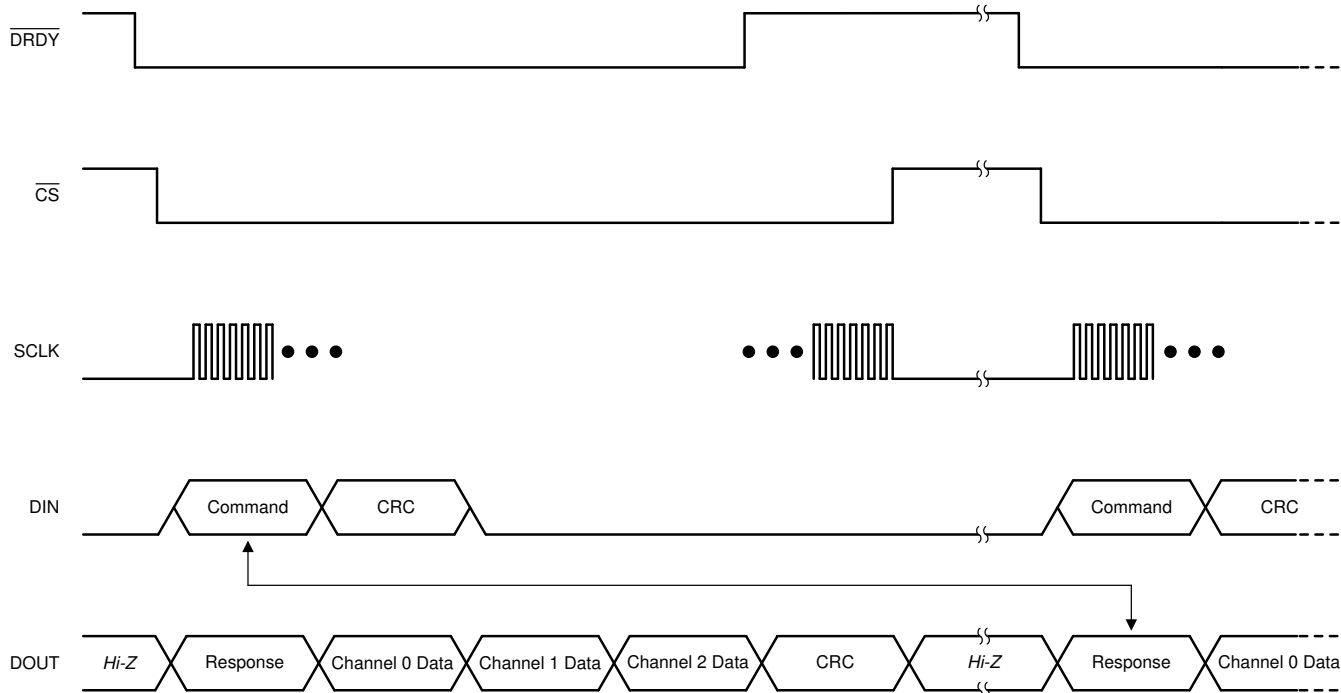 DRDY
CS
SCLK
DIN
Command
CRC
Command
CRC
DOUT
Hi-Z
Response
Channel 0 Data
Channel 1 Data
Channel 2 Data
CRC
Hi-Z
Response
Channel 0 Data